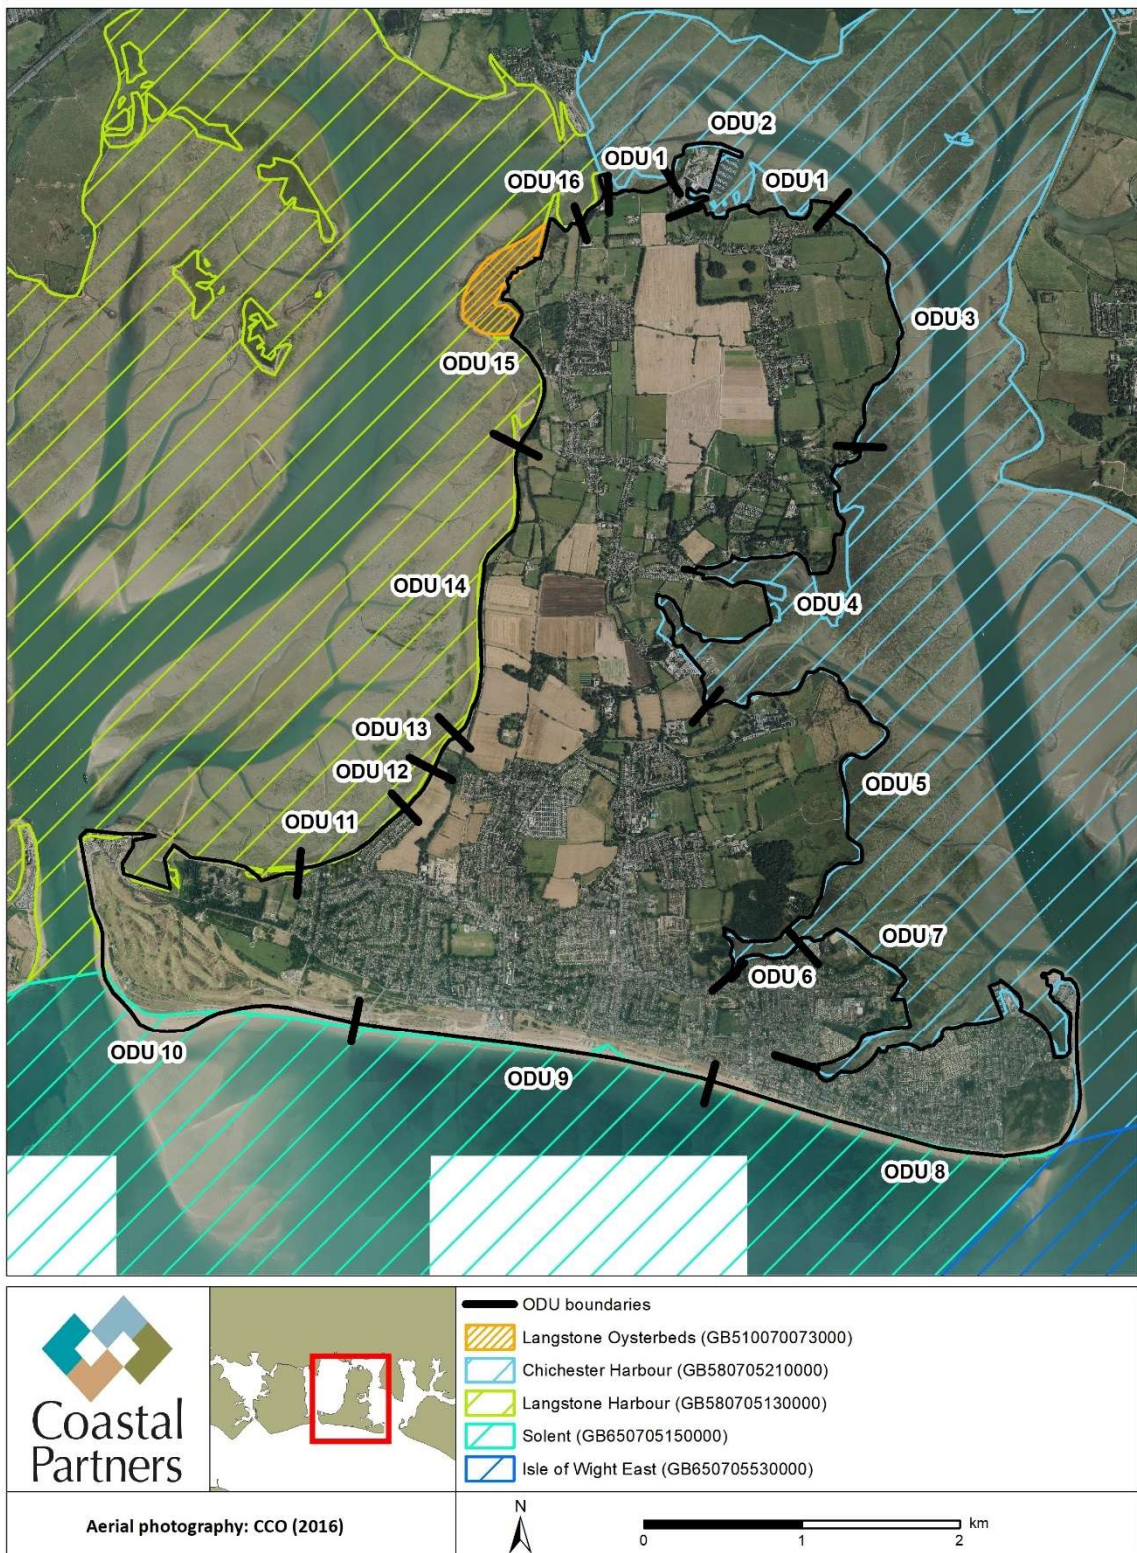 ODU 2
ODU 1
ODU 16
ODU 1
ODU 3
ODU 15
ODU 14
ODU 4
ODU 13
ODU 12
ODU 5
ODU 11
ODU 7
ODU 6
ODU 10
ODU 9
ODU 8
Coastal
Partners
ODU boundaries
Langstone Oysterbeds (GB510070073000)
Chichester Harbour (GB580705210000)
Langstone Harbour (GB580705130000)
Solent (GB650705150000)
Isle of Wight East (GB650705530000)
Aerial photography: CCO (2016)
N
km
0 1 2